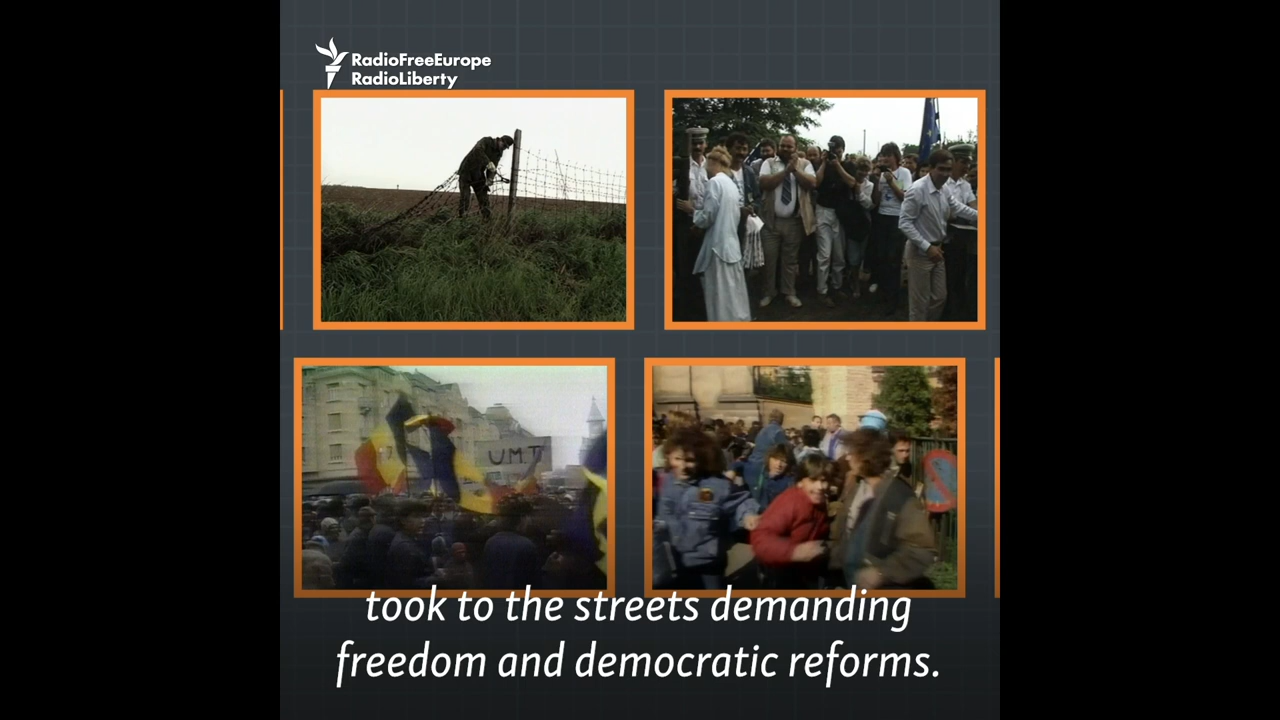 RadioFreeEurope
RadioLiberty
U.M.T
took to the streets demanding
freedom and democratic reforms.